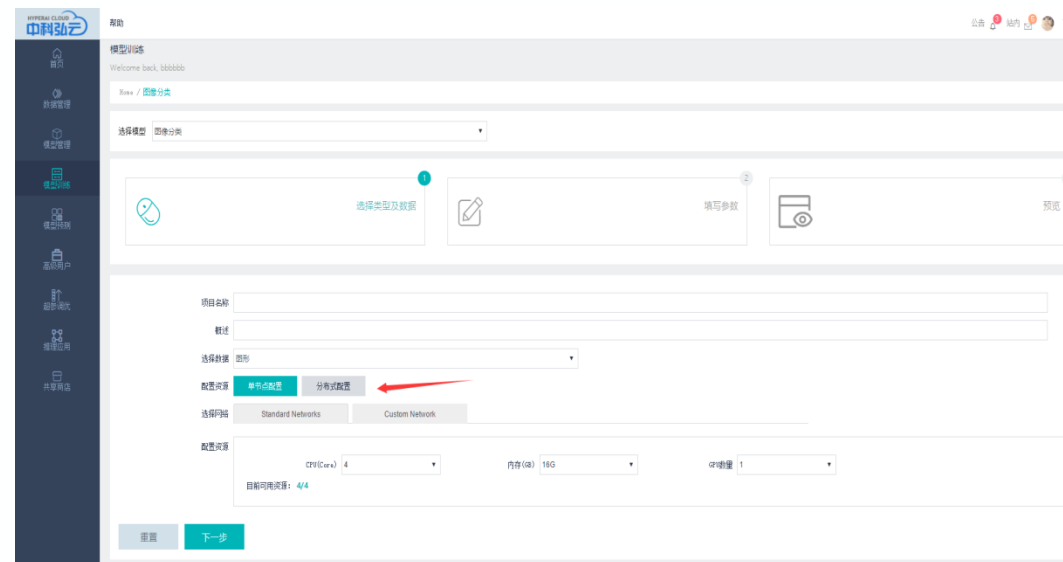 HYPERAI CLOUD
中科弘云
帮助
公告
站内
首页
数据管理
模型管理
模型训练
模型预测
高级用户
超参调优
推理应用
共享商店
模型训练
Welcome back, bbbbbb
Home / 图像分类
选择模型 图像分类
1
选择类型及数据
2
填写参数
预览
项目名称
概述
选择数据 图形
配置资源 单节点配置 分布式配置
选择网络 Standard Networks Custom Network
配置资源
CPU(Core) 4 内存(GB) 16G GPU数量 1
目前可用资源： 4/4
重置 下一步